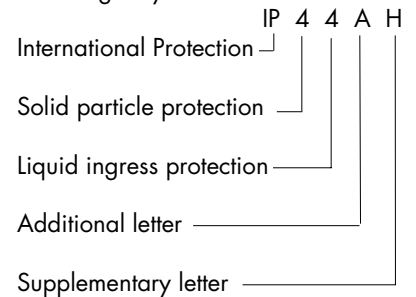 IP 4 4 A H
International Protection
Solid particle protection
Liquid ingress protection
Additional letter
Supplementary letter